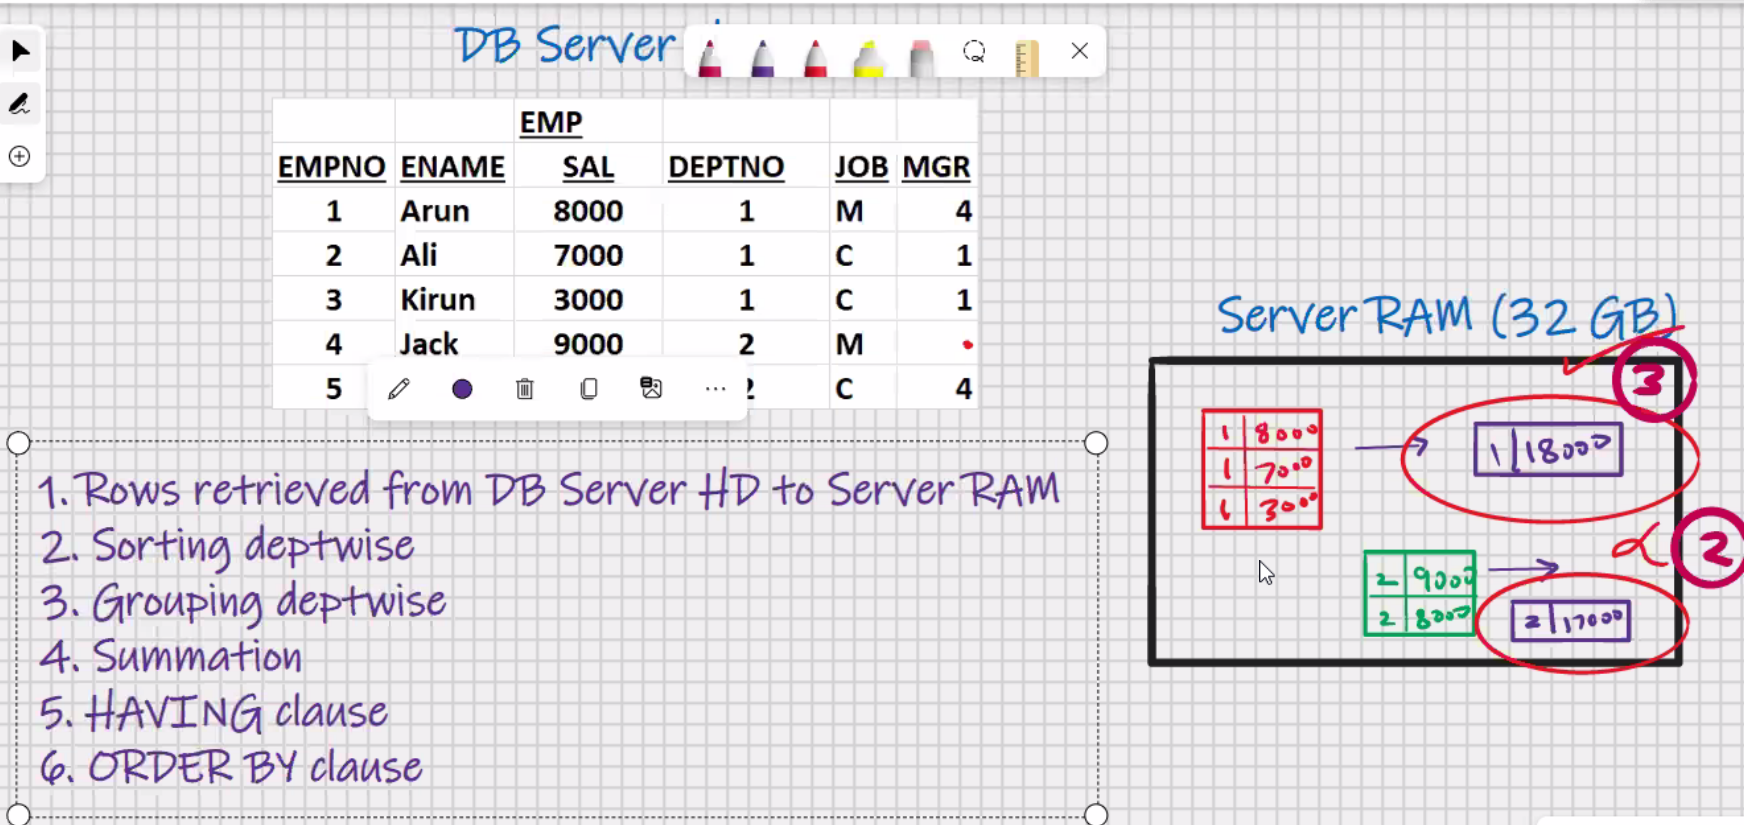 DB Server
EMP
EMPNO ENAME SAL DEPTNO JOB MGR
1 Arun 8000 1 M 4
2 Ali 7000 1 C 1
3 Kirun 3000 1 C 1
4 Jack 9000 2 M
5 2 C 4
Server RAM (32 GB)
3
1 8000
1 7000
1 3000
1 18000
2
2 9000
2 8000
2 17000
1. Rows retrieved from DB Server HD to Server RAM
2. Sorting deptwise
3. Grouping deptwise
4. Summation
5. HAVING clause
6. ORDER BY clause